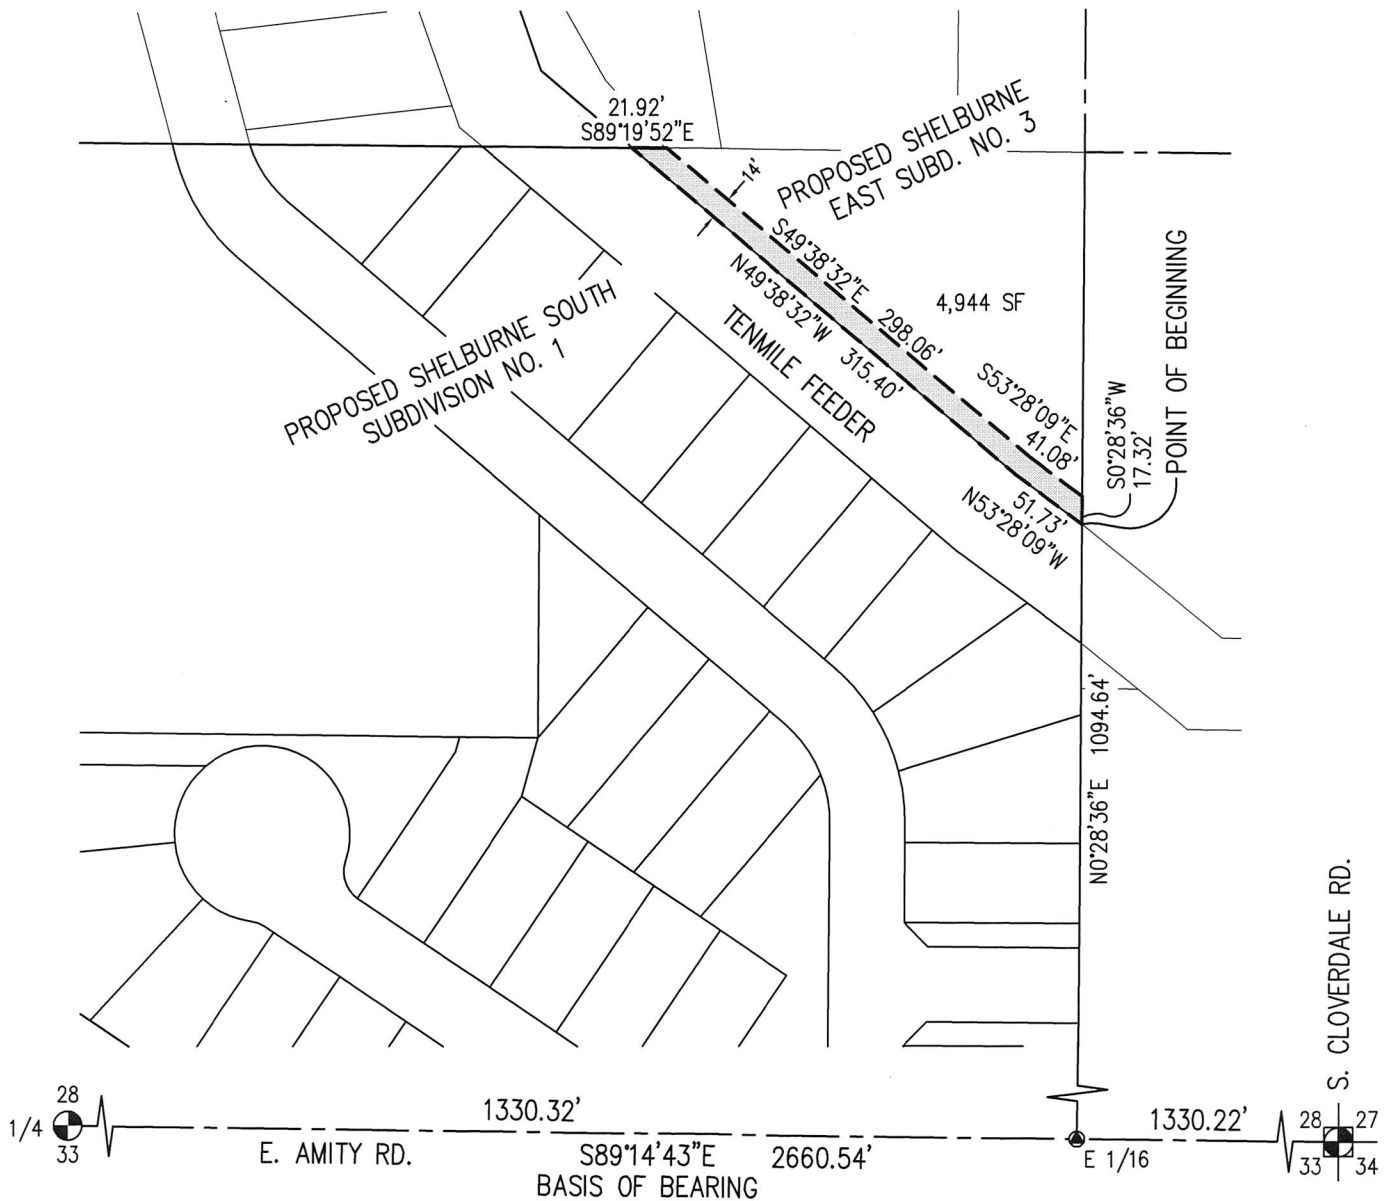 21.92'
S89°19'52"E
14'
PROPOSED SHELBURNE
EAST SUBD. NO. 3
S49°38'32"E 298.06'
N49°38'32"W 315.40'
4,944 SF
TENMILE FEEDER
S53°28'09"E
41.08'
S0°28'36"W
17.32'
POINT OF BEGINNING
51.73'
N53°28'09"W
PROPOSED SHELBURNE SOUTH
SUBDIVISION NO. 1
N0°28'36"E 1094.64'
S. CLOVERDALE RD.
28
1/4
33
1330.32'
1330.22'
28 27
33 34
E. AMITY RD.
S89°14'43"E 2660.54'
BASIS OF BEARING
E 1/16